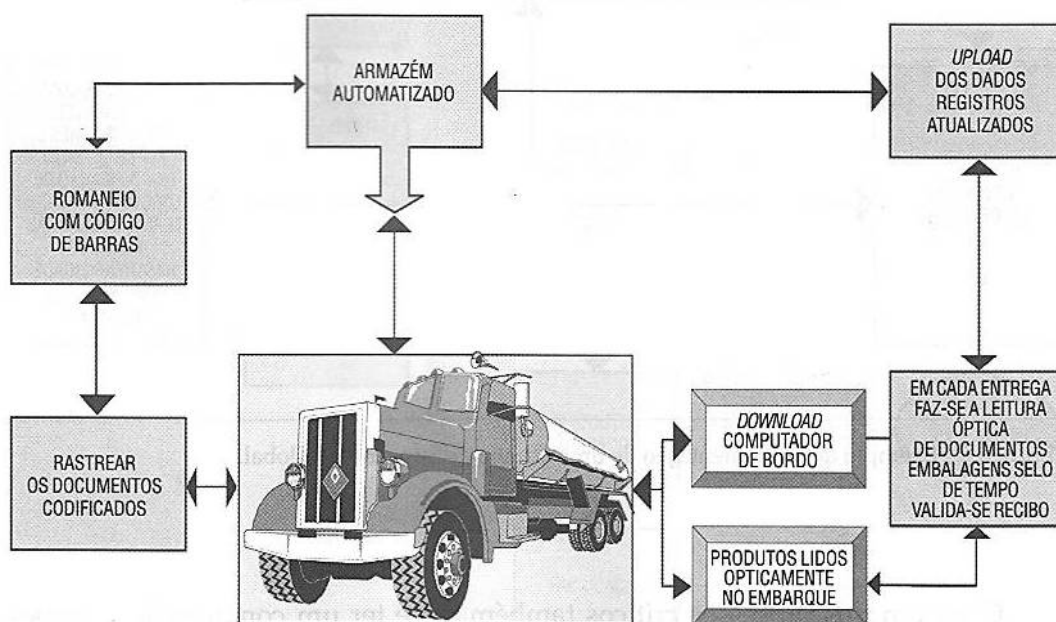 ARMAZÉM
AUTOMATIZADO
UPLOAD
DOS DADOS
REGISTROS
ATUALIZADOS
ROMANEIO
COM CÓDIGO
DE BARRAS
RASTREAR
OS DOCUMENTOS
CODIFICADOS
DOWNLOAD
COMPUTADOR
DE BORDO
PRODUTOS LIDOS
OPTICAMENTE
NO EMBARQUE
EM CADA ENTREGA
FAZ-SE A LEITURA
ÓPTICA
DE DOCUMENTOS
EMBALAGENS SELO
DE TEMPO
VALIDA-SE RECIBO